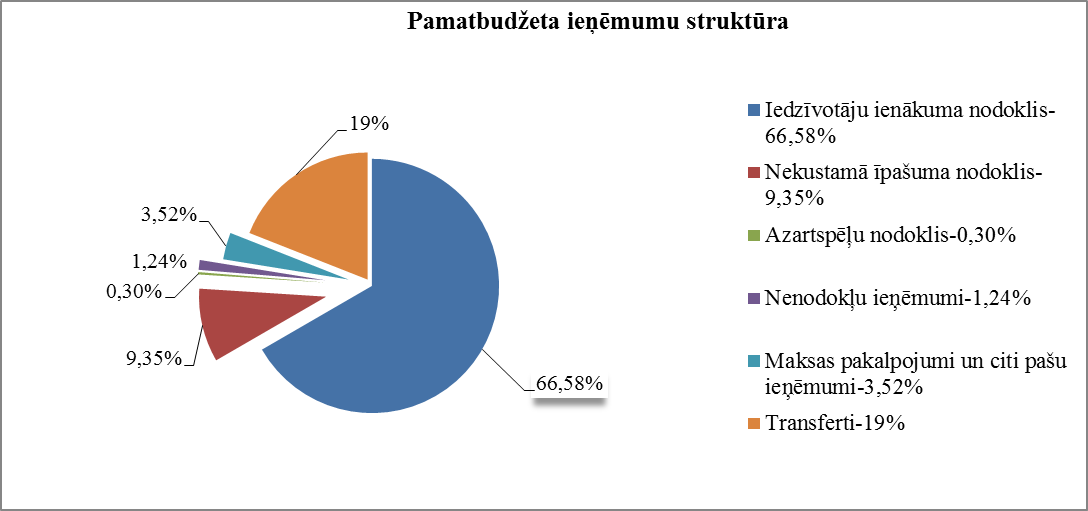 Pamatbudžeta ieņēmumu struktūra
19%
3,52%
1,24%
0,30%
9,35%
66,58%
Iedzīvotāju ienākuma nodoklis-
66,58%
Nekustamā īpašuma nodoklis-
9,35%
Azartspēļu nodoklis-0,30%
Nenodokļu ieņēmumi-1,24%
Maksas pakalpojumi un citi pašu
ieņēmumi-3,52%
Transferti-19%